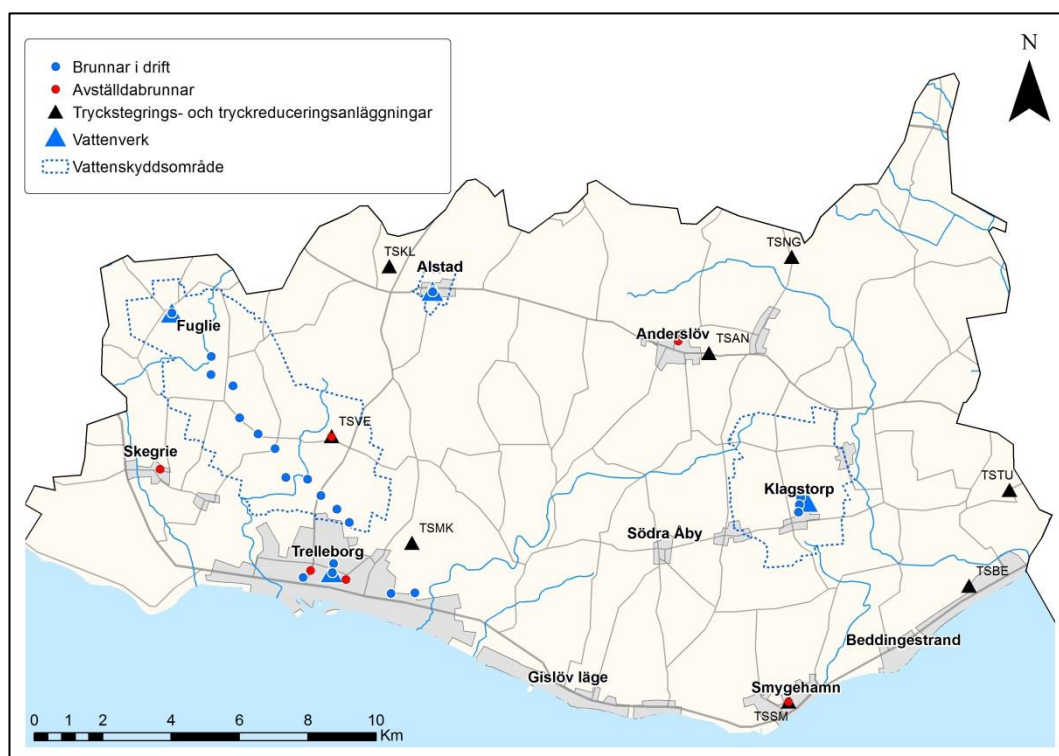 N
Brunnar i drift
Avställdabrunnar
Tryckstegrings- och tryckreduceringsanläggningar
Vattenverk
Vattenskyddsområde
TSKL
TSNG
Alstad
Fuglie
Anderslöv
TSAN
TSVE
Skegrie
TSTU
Klagstorp
TSMK
Södra Åby
Trelleborg
TSBE
Beddingestrand
Gislöv läge
Smygehamn
TSSM
0 1 2 4 6 8 10
Km